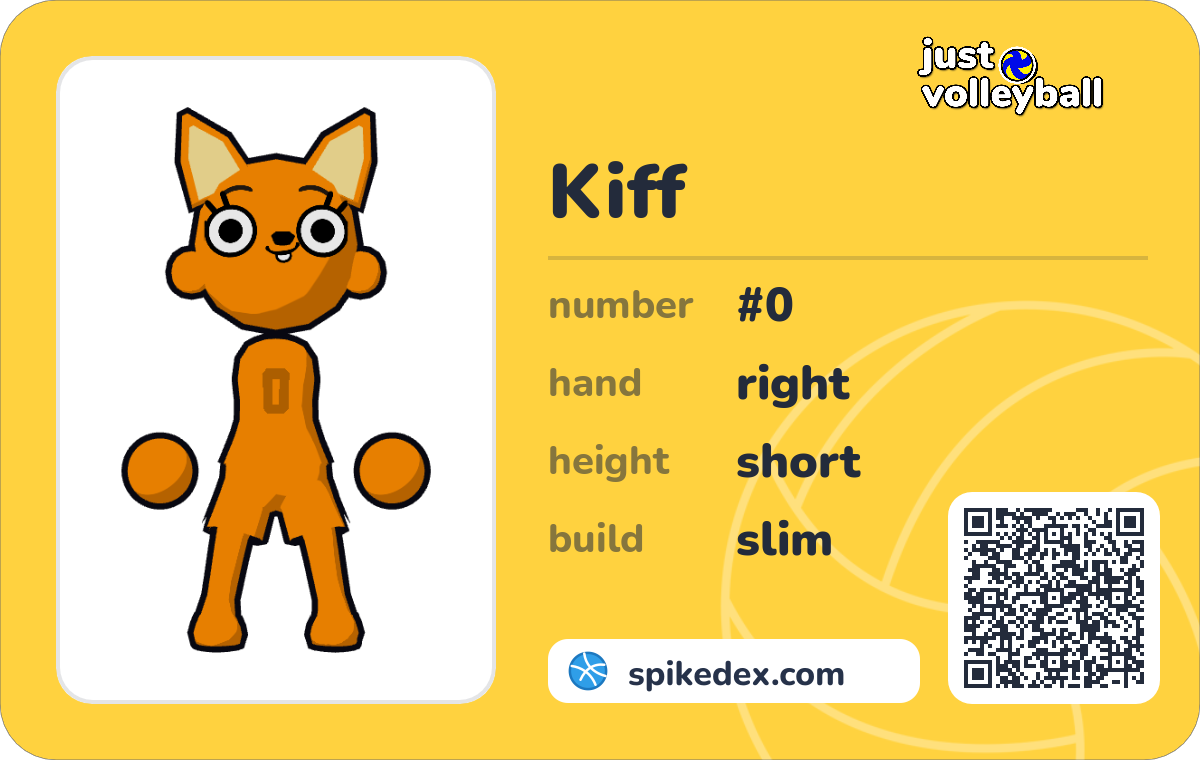 just
volleyball
Kiff
number #0
hand right
height short
build slim
0
spikedex.com